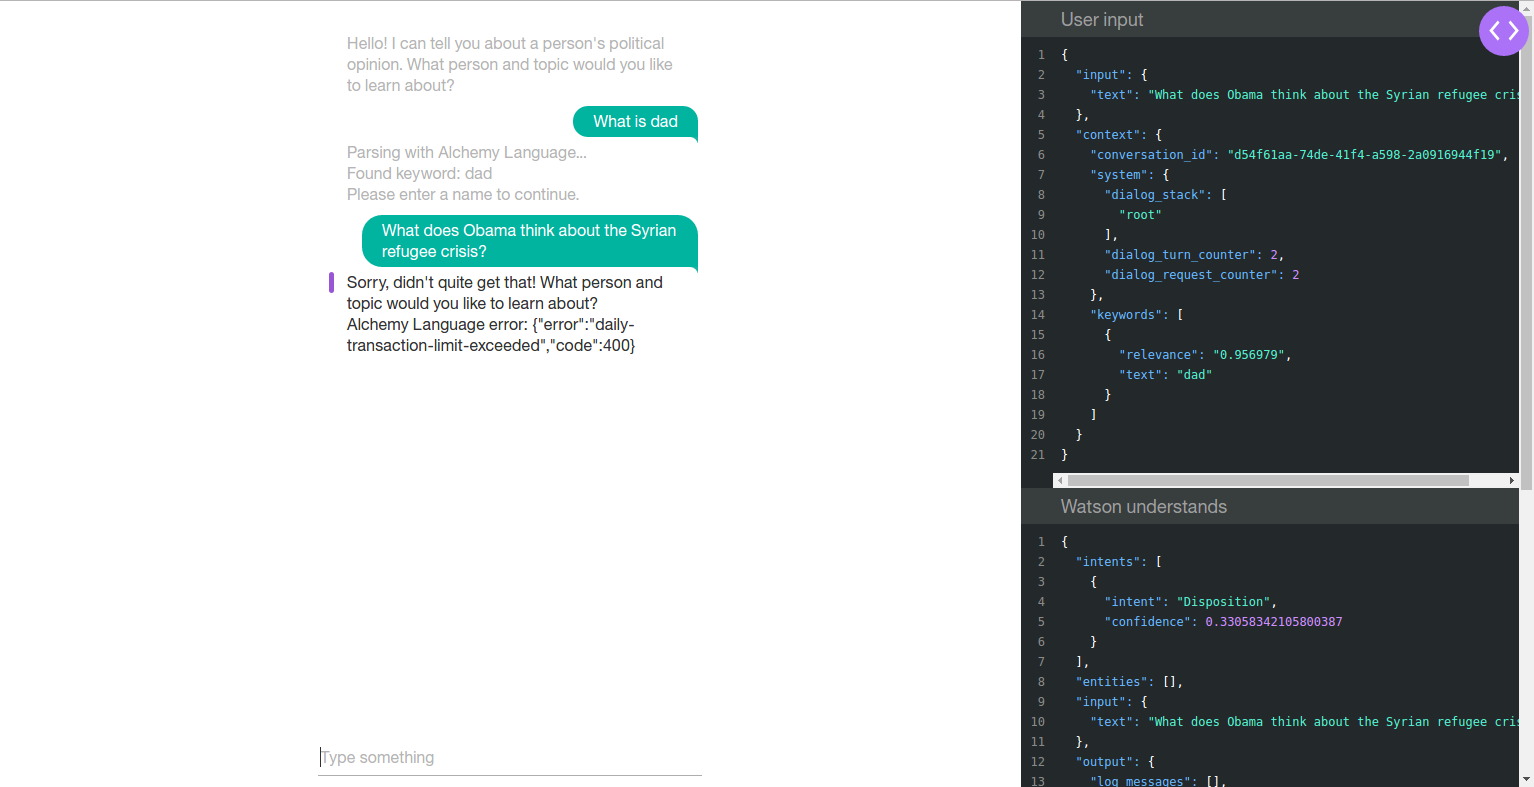 Hello! I can tell you about a person's political
opinion. What person and topic would you like
to learn about?
What is dad
Parsing with Alchemy Language...
Found keyword: dad
Please enter a name to continue.
What does Obama think about the Syrian
refugee crisis?
Sorry, didn't quite get that! What person and
topic would you like to learn about?
Alchemy Language error: {"error":"daily-
transaction-limit-exceeded","code":400}
Type something
User input
1 {
2 "input": {
3 "text": "What does Obama think about the Syrian refugee cris
4 },
5 "context": {
6 "conversation_id": "d54f61aa-74de-41f4-a598-2a0916944f19",
7 "system": {
8 "dialog_stack": [
9 "root"
10 ],
11 "dialog_turn_counter": 2,
12 "dialog_request_counter": 2
13 },
14 "keywords": [
15 {
16 "relevance": "0.956979",
17 "text": "dad"
18 }
19 ]
20 }
21 }
Watson understands
1 {
2 "intents": [
3 {
4 "intent": "Disposition",
5 "confidence": 0.33058342105800387
6 }
7 ],
8 "entities": [],
9 "input": {
10 "text": "What does Obama think about the Syrian refugee cris
11 },
12 "output": {
13 "log_messages": [],